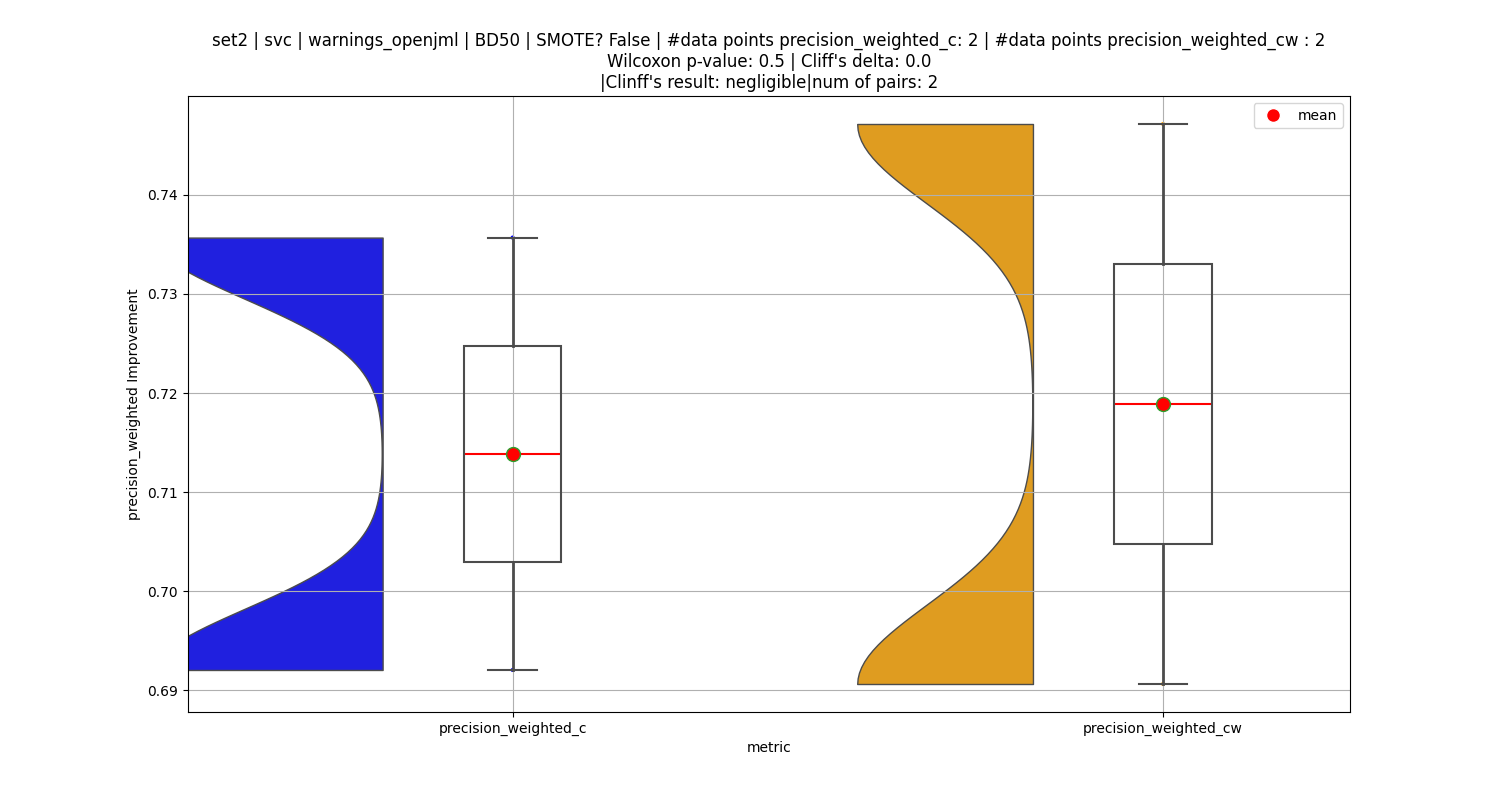 set2 | svc | warnings_openjml | BD50 | SMOTE? False | #data points precision_weighted_c: 2 | #data points precision_weighted_cw : 2
Wilcoxon p-value: 0.5 | Cliff's delta: 0.0
|Clinff's result: negligible|num of pairs: 2
mean
0.74
0.73
0.72
0.71
0.70
0.69
precision_weighted Improvement
precision_weighted_c
precision_weighted_cw
metric